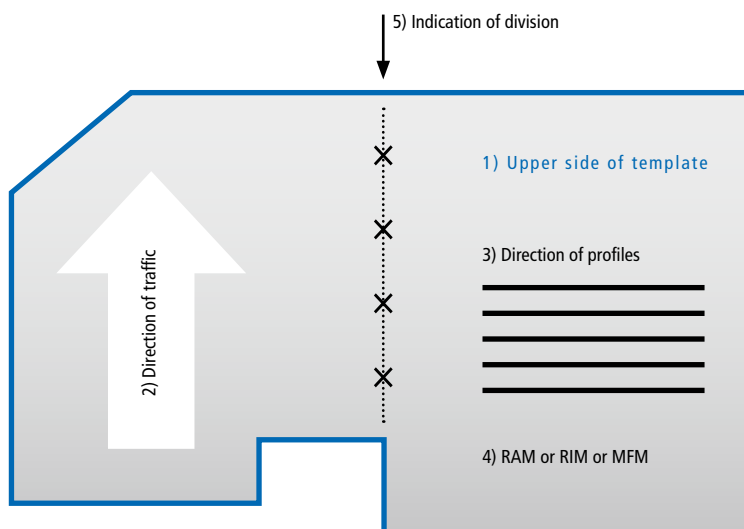 5) Indication of division
1) Upper side of template
2) Direction of traffic
3) Direction of profiles
4) RAM or RIM or MFM